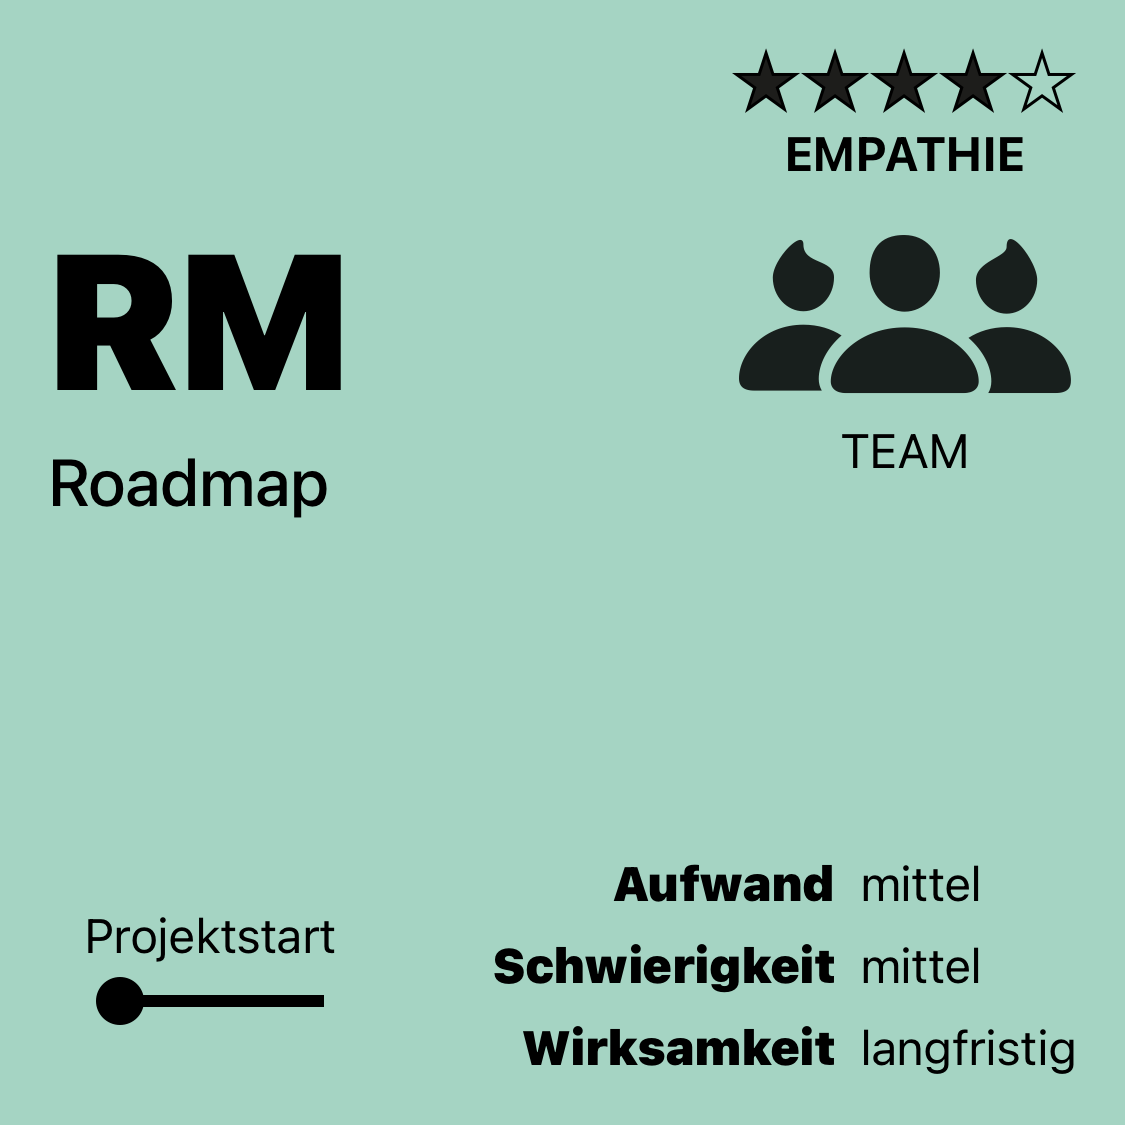 ★★★★☆
EMPATHIE
RM
Roadmap
TEAM
Projektstart
Aufwand mittel
Schwierigkeit mittel
Wirksamkeit langfristig